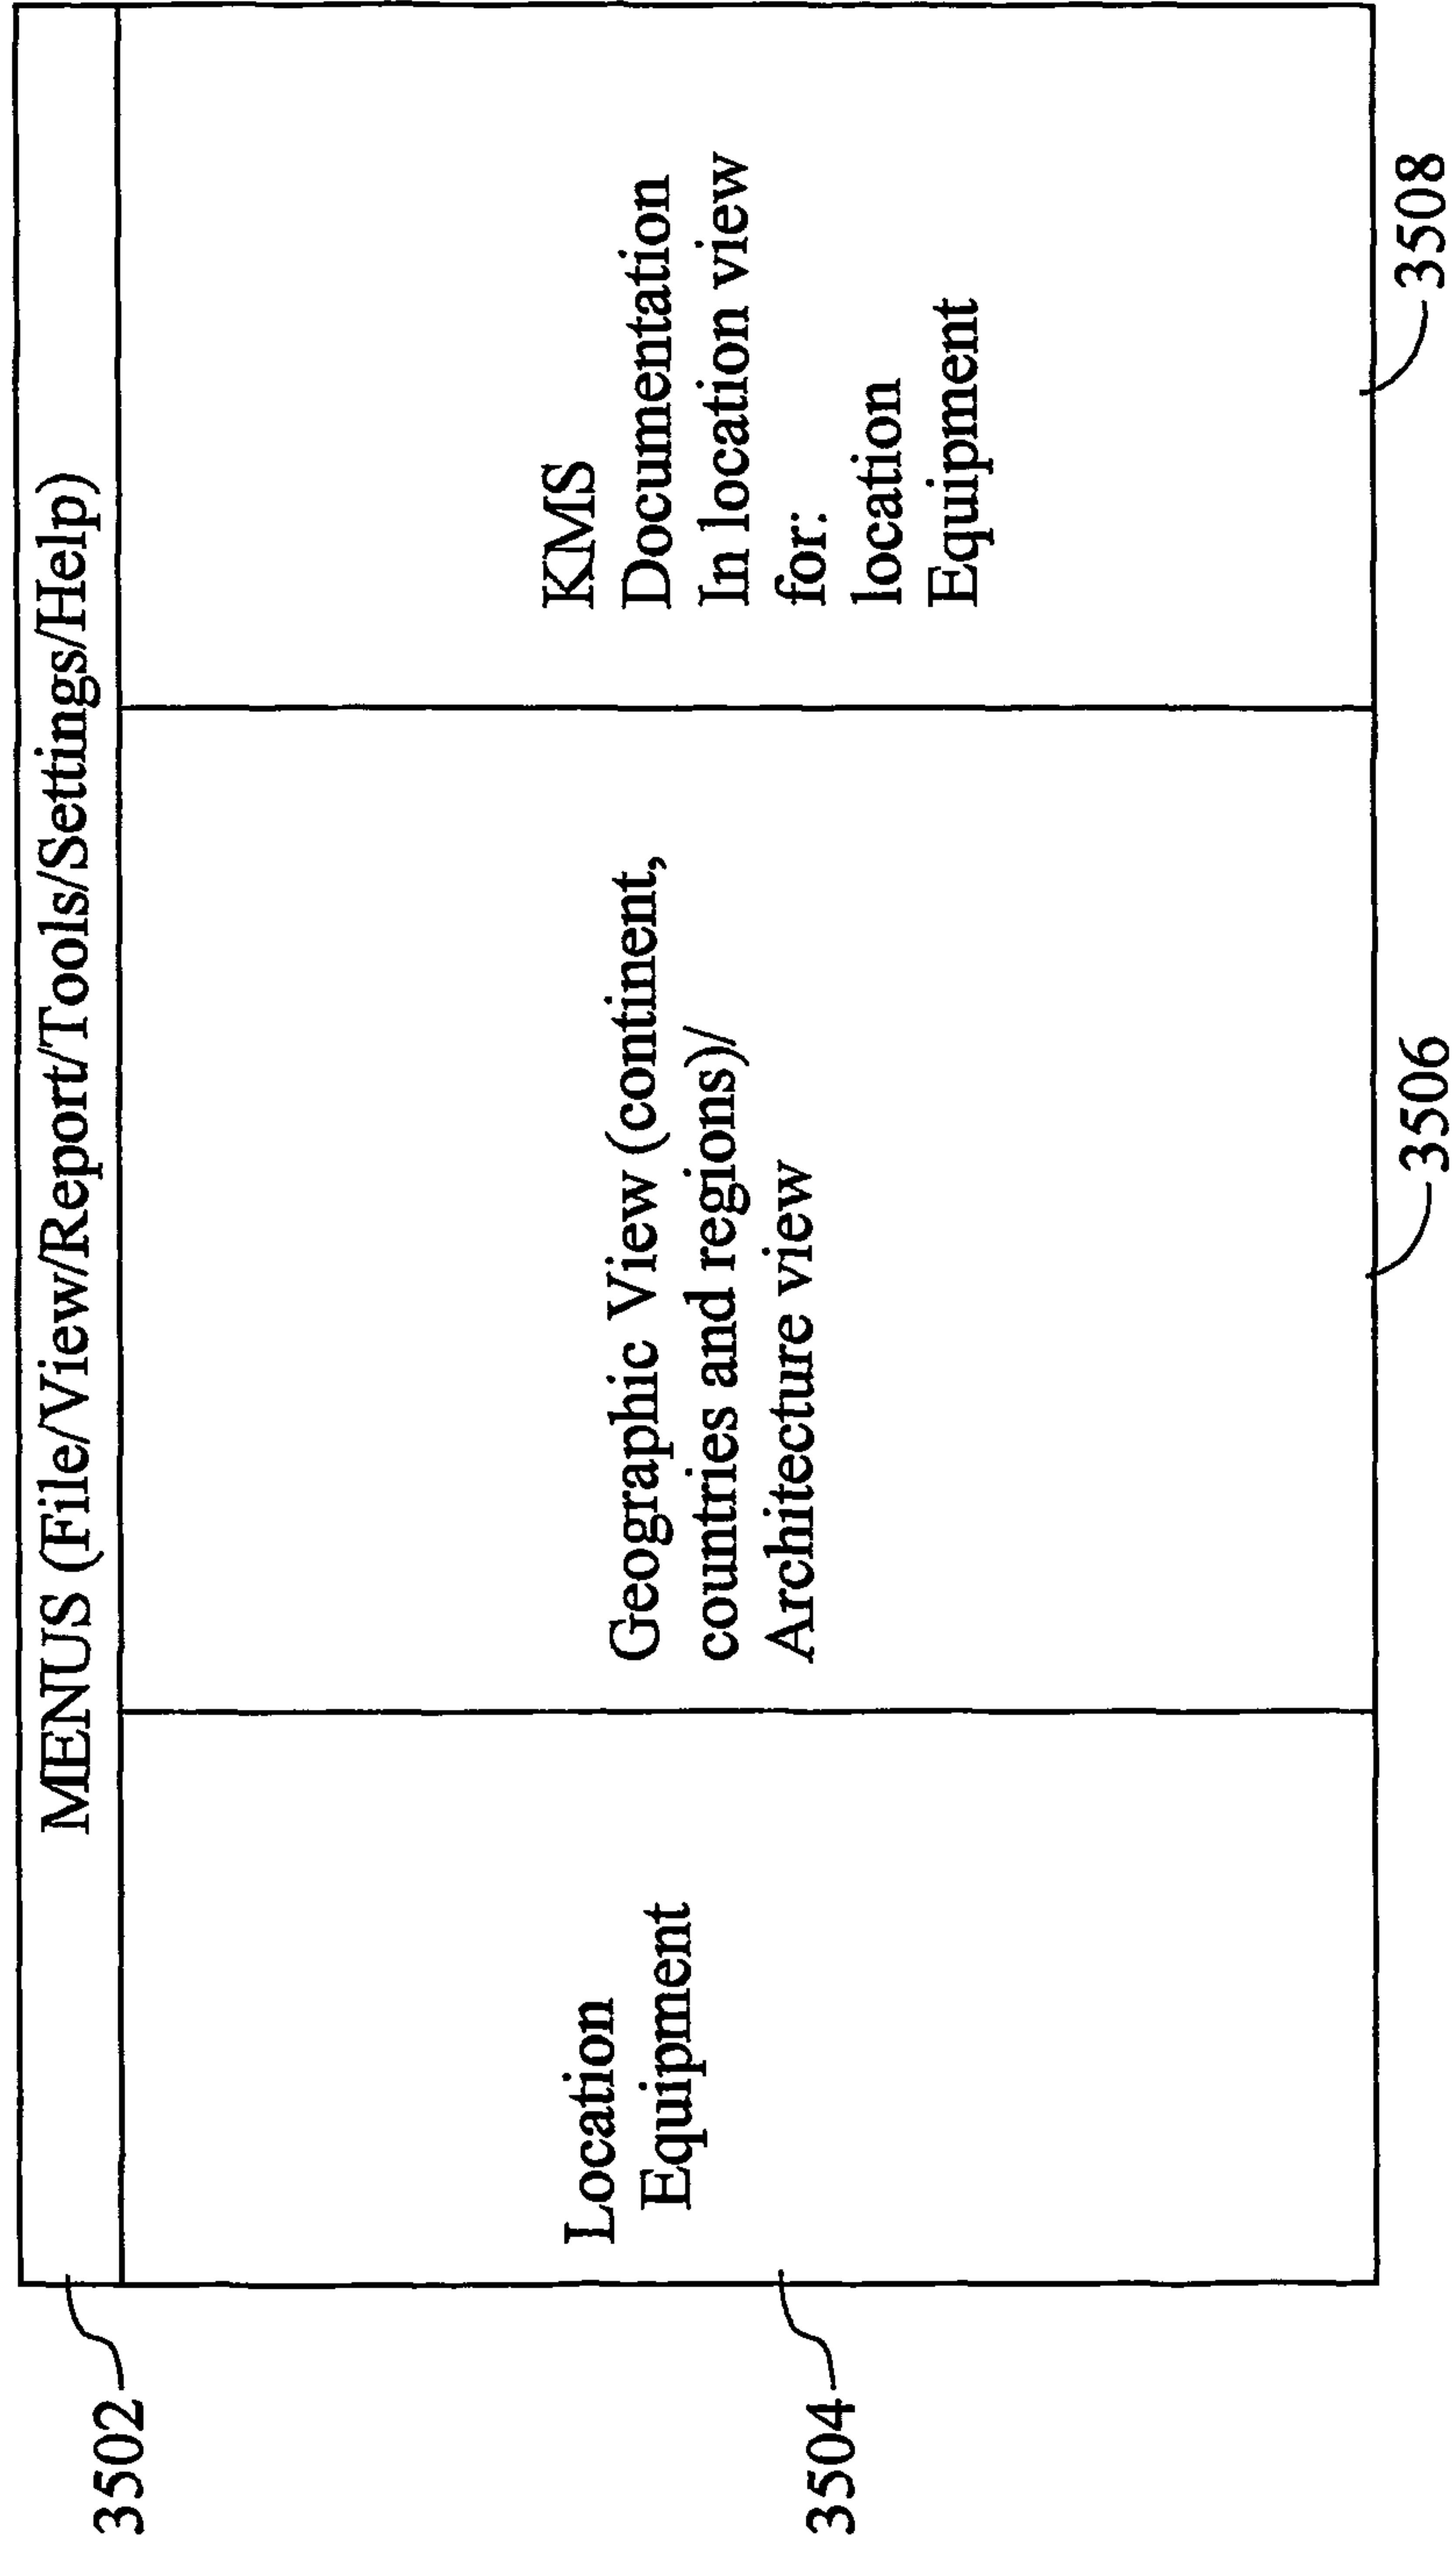 MENUS (File/View/Report/Tools/Settings/Help)
3502
Location
Equipment
3504
Geographic View (continent,
countries and regions)/
Architecture view
3506
KMS
Documentation
In location view
for:
location
Equipment
3508